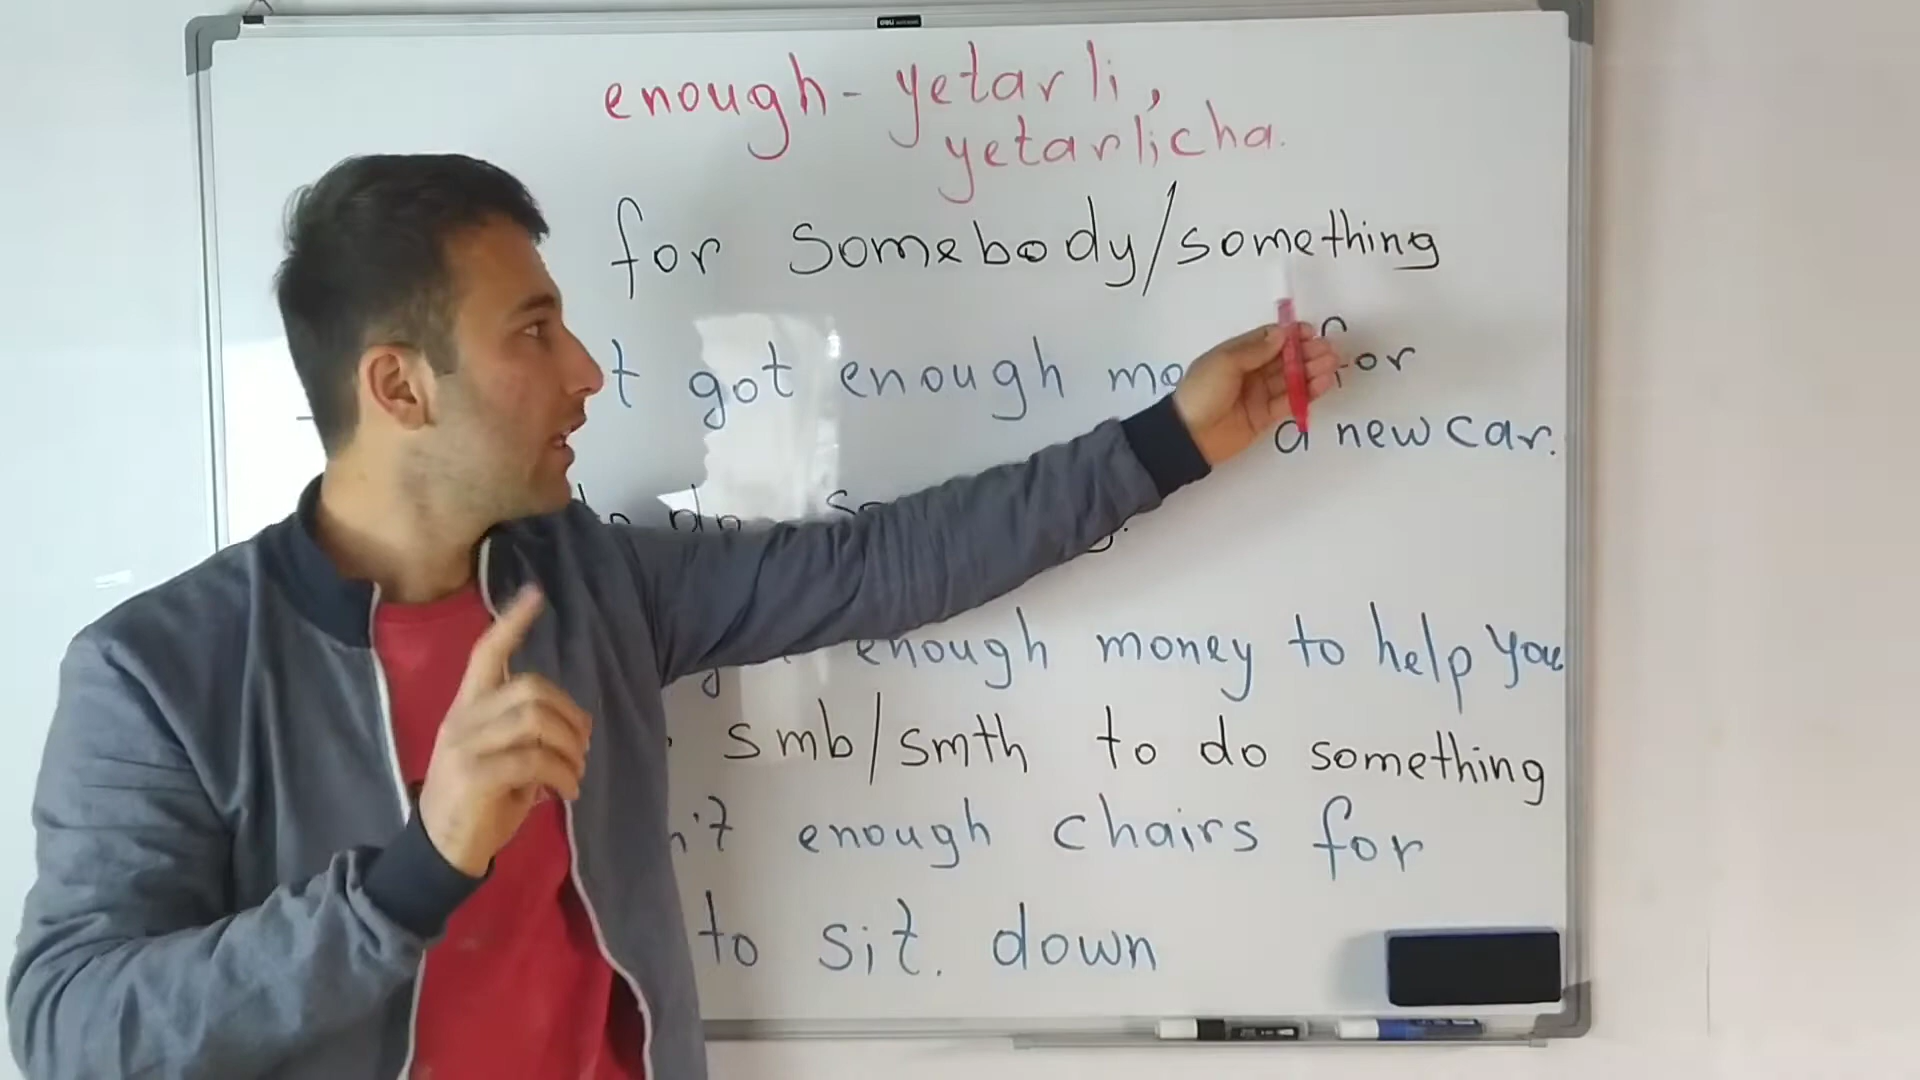 deli
enough - yetarli,
yetarlicha.
for somebody/something
got enough for
a new car.
enough money to help you
smb/smth to do something
enough chairs for
to sit. down